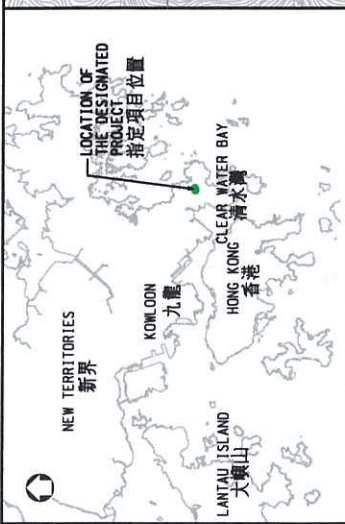 LOCATION OF
THE DESIGNATED
PROJECT
指定項目位置
NEW TERRITORIES
新界
KOWLOON
九龍
CLEAR WATER BAY
清水灣
HONG KONG
香港
LANTAU ISLAND
大嶼山